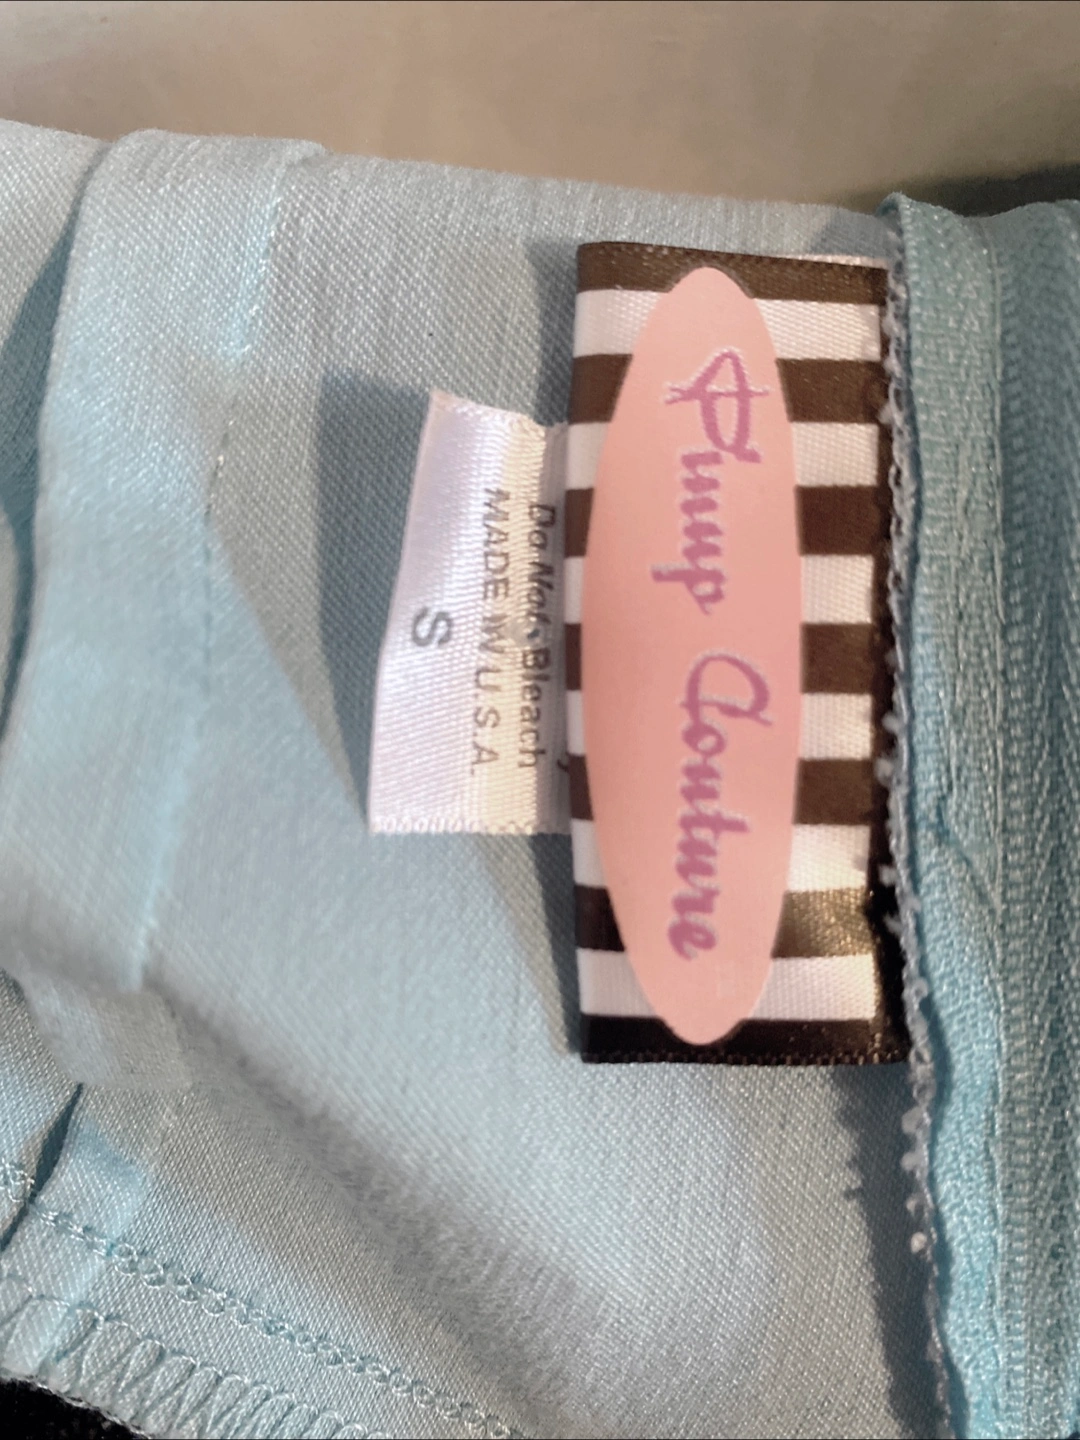 Pinup Couture
Do Not Bleach
MADE IN U.S.A.
S